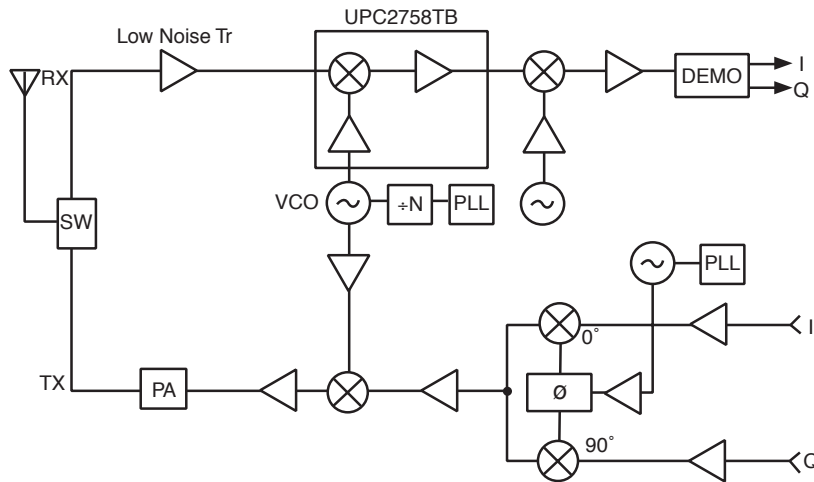 UPC2758TB
Low Noise Tr
RX
DEMO
I
Q
SW
VCO
÷N
PLL
PLL
I
0°
TX
PA
Ø
90°
Q